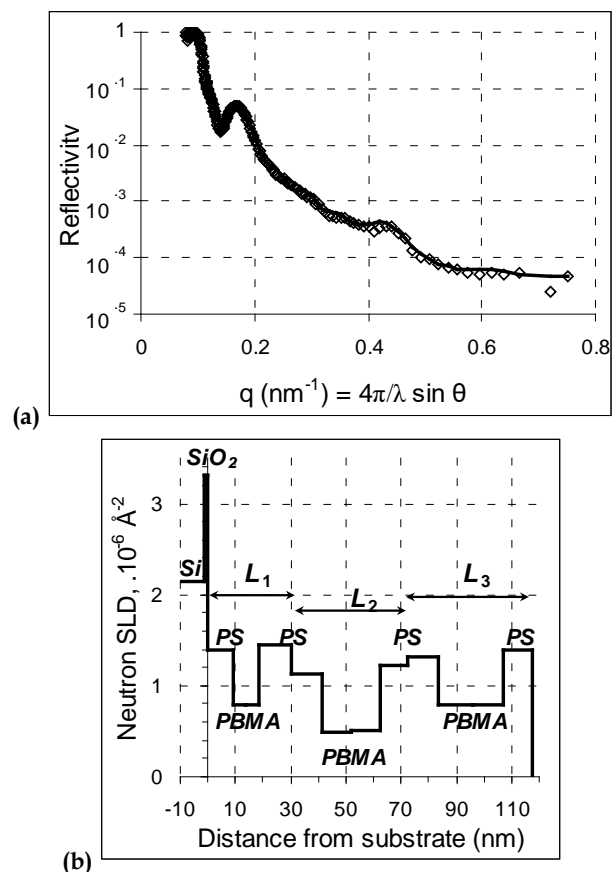 1
10⁻¹
10⁻²
10⁻³
10⁻⁴
10⁻⁵
Reflectivity
0 0.2 0.4 0.6 0.8
q (nm⁻¹) = 4π/λ sin θ
(a)
SiO₂
3
Si
L₁ L₂ L₃
2
PS PS PS PS
1
PBMA PBMA PBMA
0
Neutron SLD, .10⁻⁶ Å⁻²
-10 10 30 50 70 90 110
Distance from substrate (nm)
(b)